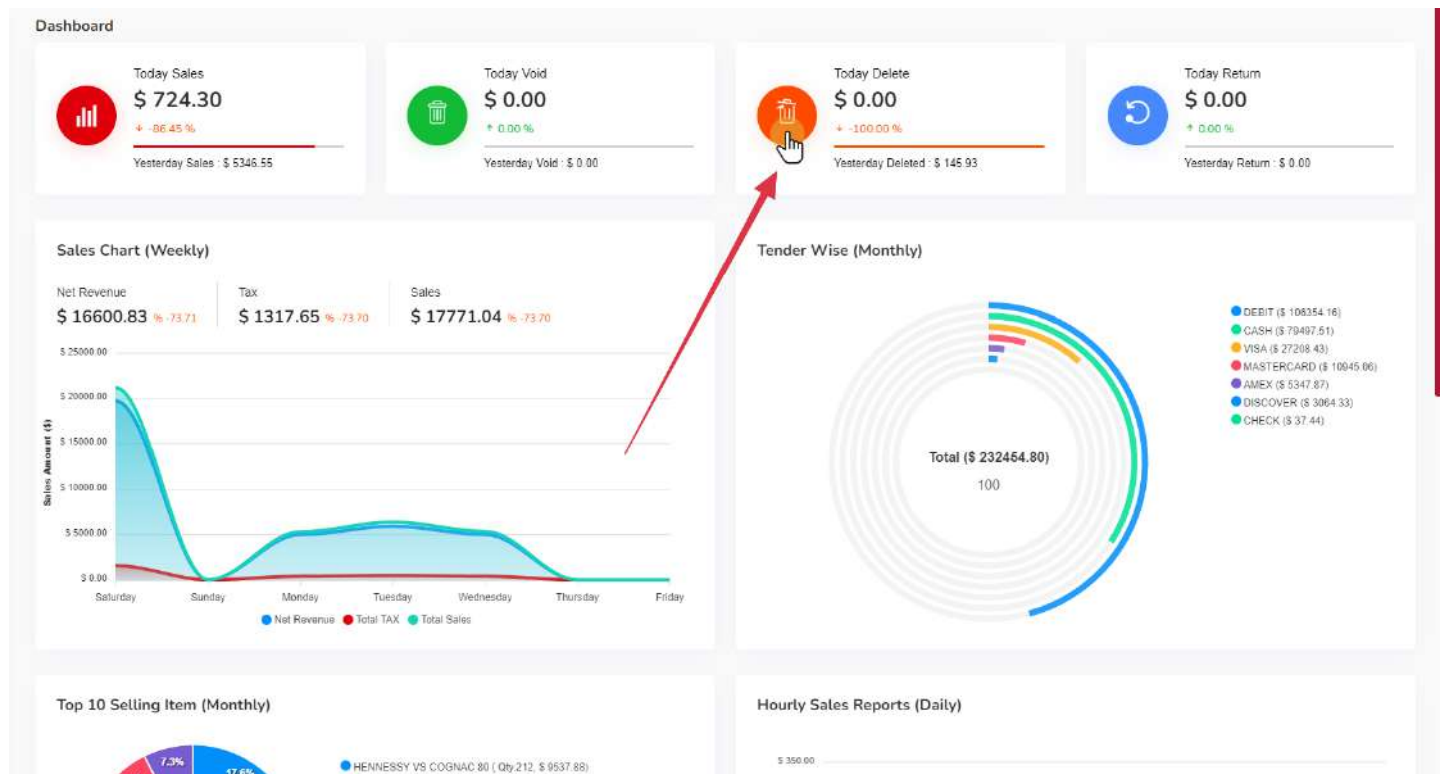 Dashboard
Today Sales
$ 724.30
-86.45 %
Yesterday Sales : $ 5346.55
Today Void
$ 0.00
0.00 %
Yesterday Void : $ 0.00
Today Delete
$ 0.00
-100.00 %
Yesterday Deleted : $ 145.93
Today Return
$ 0.00
0.00 %
Yesterday Return : $ 0.00
Sales Chart (Weekly)
Net Revenue
$ 16600.83 % -73.71
Tax
$ 1317.65 % -73.70
Sales
$ 17771.04 % -73.70
Sales Amount ($)
$ 25000.00
$ 20000.00
$ 15000.00
$ 10000.00
$ 5000.00
$ 0.00
Saturday Sunday Monday Tuesday Wednesday Thursday Friday
Net Revenue Total TAX Total Sales
Tender Wise (Monthly)
Total ($ 232454.80)
100
DEBIT ($ 106354.16)
CASH ($ 79497.51)
VISA ($ 27208.43)
MASTERCARD ($ 10945.06)
AMEX ($ 5347.87)
DISCOVER ($ 3064.33)
CHECK ($ 37.44)
Top 10 Selling Item (Monthly)
7.3%
17.6%
HENNESSY VS COGNAC 80 ( Qty.212, $ 9537.88)
Hourly Sales Reports (Daily)
$ 350.00